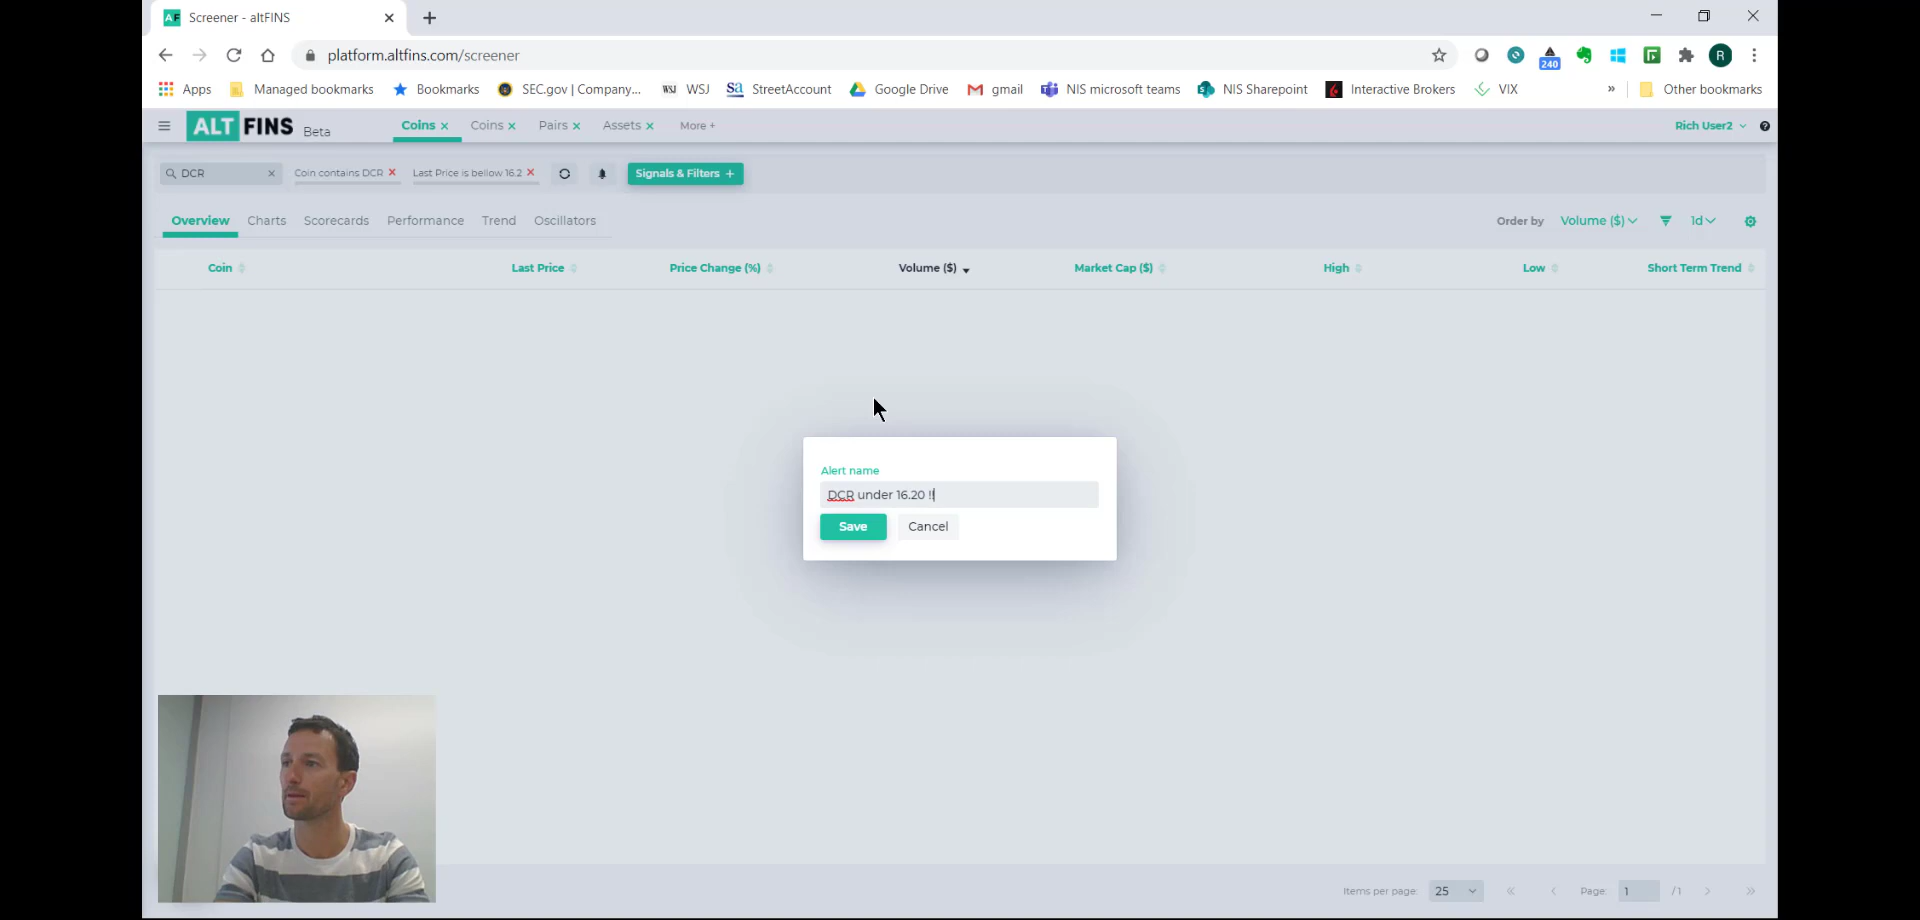 AF Screener - altFINS
platform.altfins.com/screener
240
R
Apps Managed bookmarks Bookmarks SEC.gov | Company... WSJ WSJ Sa StreetAccount Google Drive gmail NIS microsoft teams NIS Sharepoint Interactive Brokers VIX » Other bookmarks
ALT FINS Beta Coins Coins Pairs Assets More + Rich User2 ?
DCR Coin contains DCR Last Price is bellow 16.2 Signals & Filters +
Overview Charts Scorecards Performance Trend Oscillators Order by Volume ($) 1d
Coin Last Price Price Change (%) Volume ($) Market Cap ($) High Low Short Term Trend
Alert name
DCR under 16.20 !!
Save Cancel
Items per page: 25 « ‹ Page: 1 / 1 › »